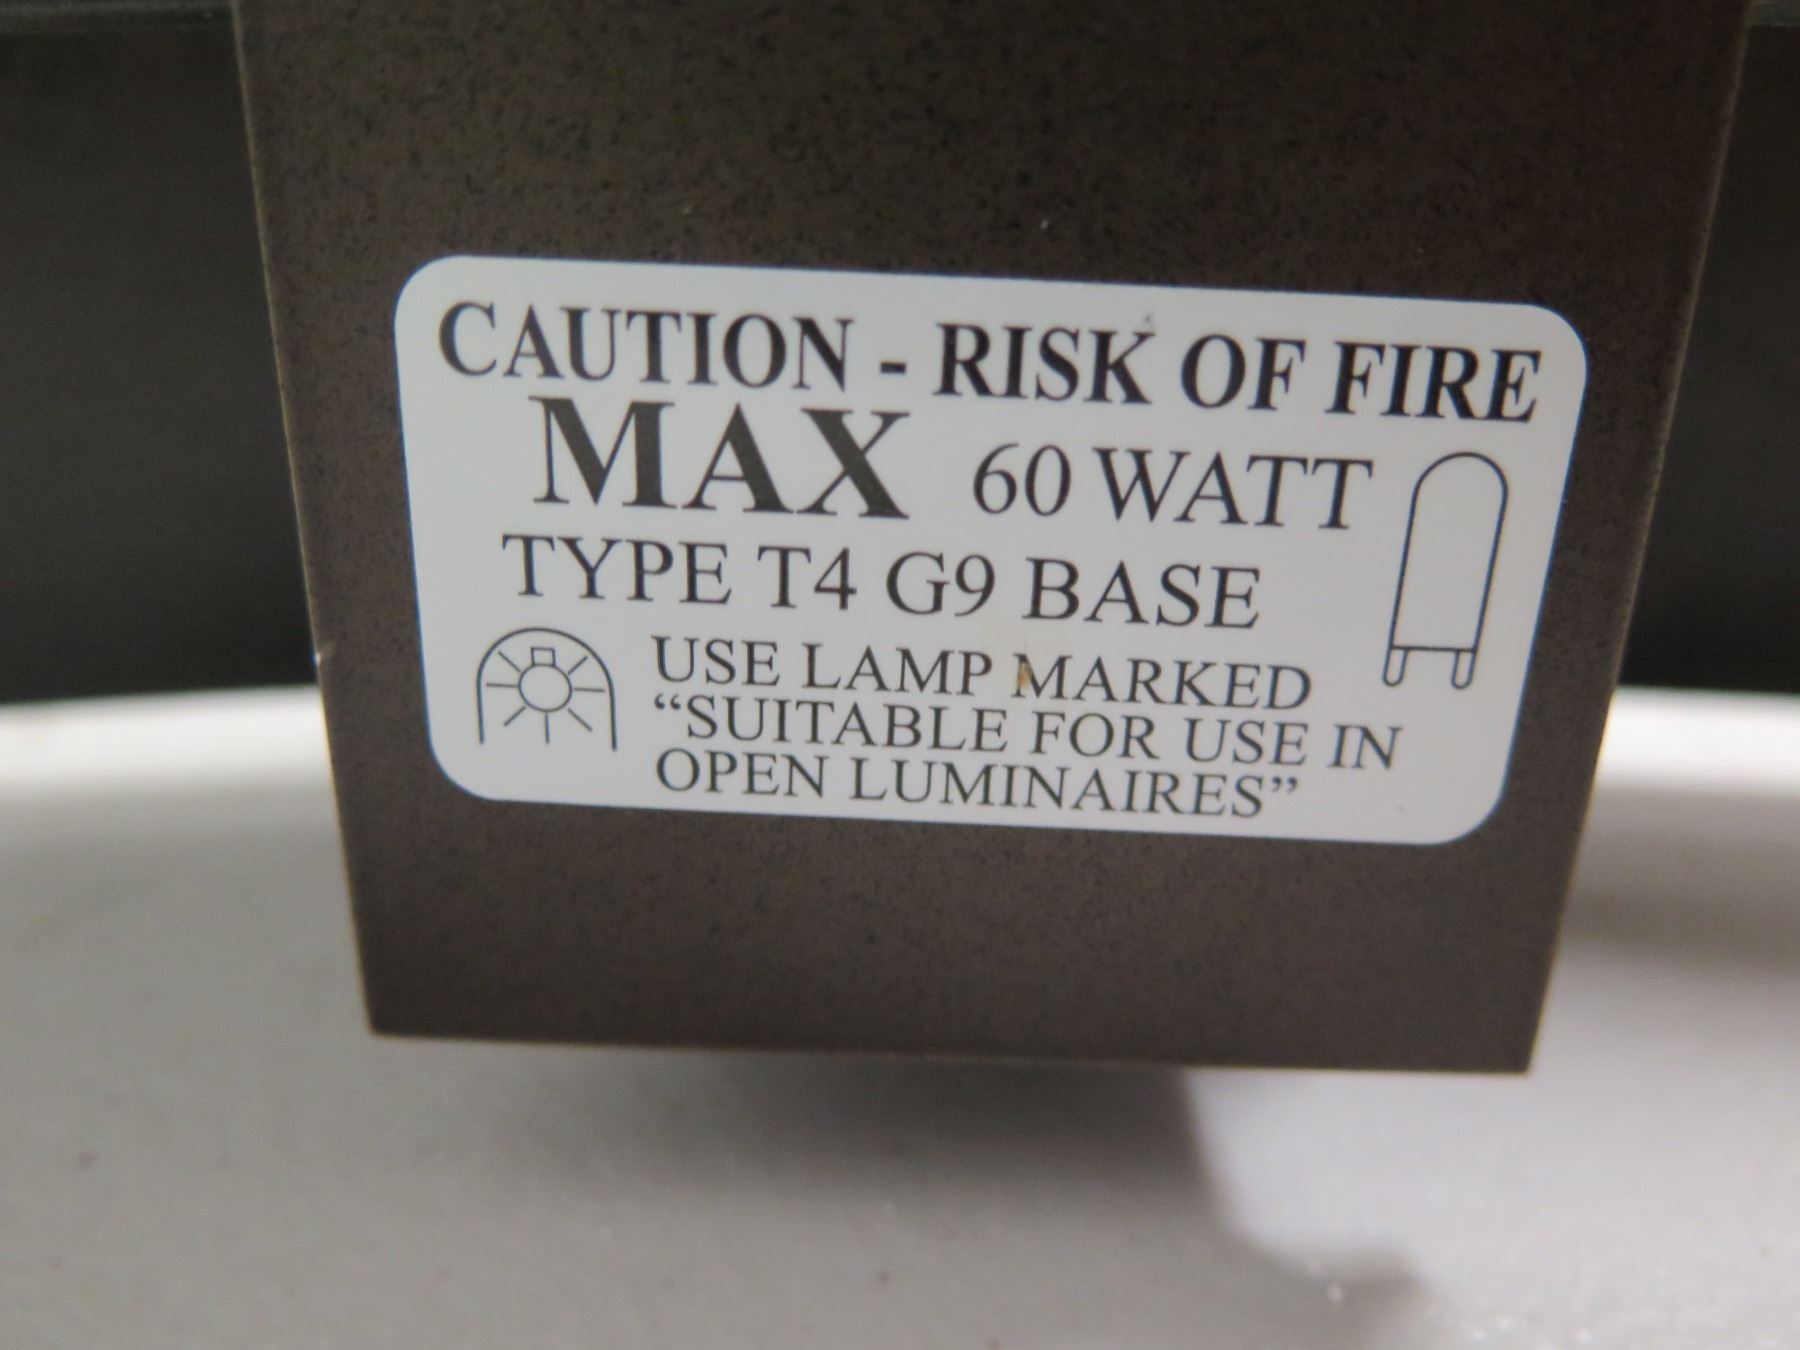 CAUTION - RISK OF FIRE
MAX 60 WATT
TYPE T4 G9 BASE
USE LAMP MARKED
“SUITABLE FOR USE IN
OPEN LUMINAIRES”